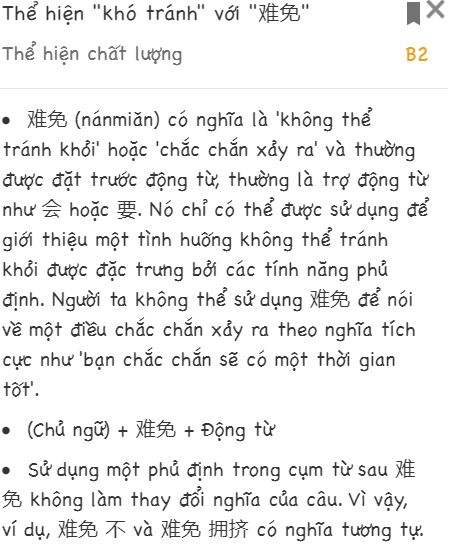 Thể hiện "khó tránh" với "难免"
Thể hiện chất lượng B2
• 难免 (nánmiǎn) có nghĩa là 'không thể
tránh khỏi' hoặc 'chắc chắn xảy ra' và thường
được đặt trước động từ, thường là trợ động từ
như 会 hoặc 要. Nó chỉ có thể được sử dụng để
giới thiệu một tình huống không thể tránh
khỏi được đặc trưng bởi các tính năng phủ
định. Người ta không thể sử dụng 难免 để nói
về một điều chắc chắn xảy ra theo nghĩa tích
cực như 'bạn chắc chắn sẽ có một thời gian
tốt'.
• (Chủ ngữ) + 难免 + Động từ
• Sử dụng một phủ định trong cụm từ sau 难
免 không làm thay đổi nghĩa của câu. Vì vậy,
ví dụ, 难免 不 và 难免 拥挤 có nghĩa tương tự.